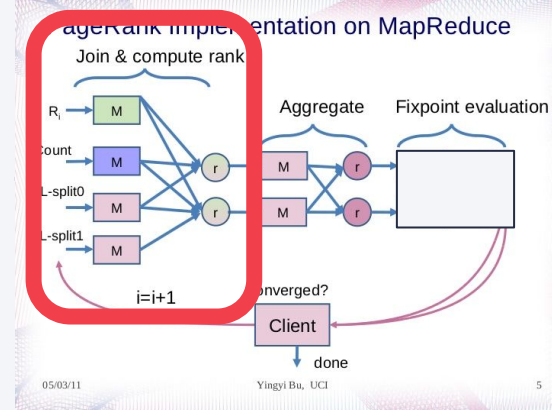 ageRank Implementation on MapReduce
Join & compute rank
Aggregate
Fixpoint evaluation
Ri
M
ount
M
L-split0
M
L-split1
M
r
r
M
M
r
r
i=i+1
onverged?
Client
done
05/03/11
Yingyi Bu, UCI
5